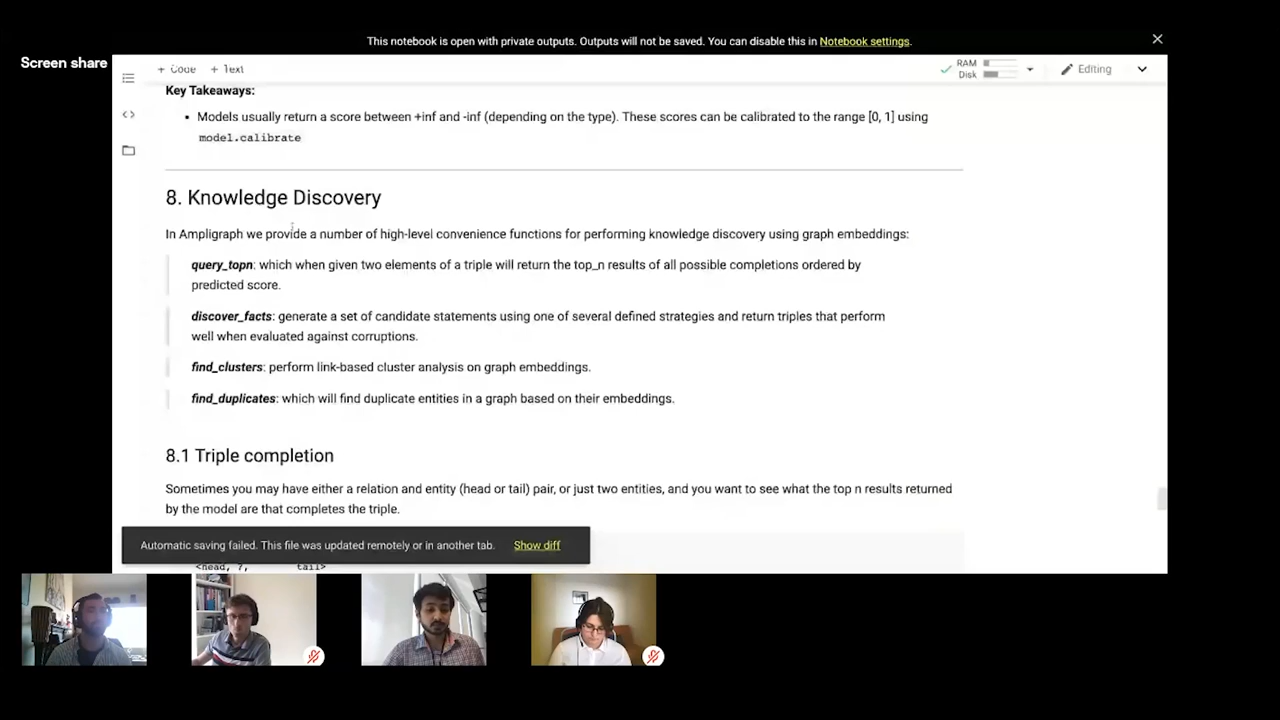 This notebook is open with private outputs. Outputs will not be saved. You can disable this in Notebook settings.
Screen share
+ Code + Text
RAM
Disk
Editing
Key Takeaways:
• Models usually return a score between +inf and -inf (depending on the type). These scores can be calibrated to the range [0, 1] using
model.calibrate
8. Knowledge Discovery
In Ampligraph we provide a number of high-level convenience functions for performing knowledge discovery using graph embeddings:
query_topn: which when given two elements of a triple will return the top_n results of all possible completions ordered by
predicted score.
discover_facts: generate a set of candidate statements using one of several defined strategies and return triples that perform
well when evaluated against corruptions.
find_clusters: perform link-based cluster analysis on graph embeddings.
find_duplicates: which will find duplicate entities in a graph based on their embeddings.
8.1 Triple completion
Sometimes you may have either a relation and entity (head or tail) pair, or just two entities, and you want to see what the top n results returned
by the model are that completes the triple.
Automatic saving failed. This file was updated remotely or in another tab. Show diff
<head, ?, tail>